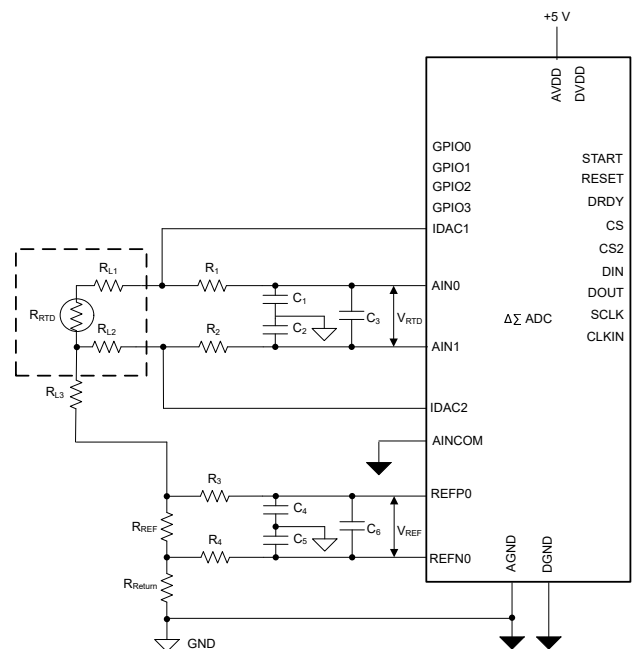 +5 V
AVDD
DVDD
GPIO0
GPIO1
GPIO2
GPIO3
IDAC1
START
RESET
DRDY
CS
CS2
DIN
DOUT
SCLK
CLKIN
RL1
R1
AIN0
RRTD
C1
C2
C3
VRTD
ΔΣ ADC
RL2
R2
AIN1
RL3
IDAC2
AINCOM
R3
REFP0
RREF
C4
C5
C6
VREF
R4
REFN0
RReturn
AGND
DGND
GND